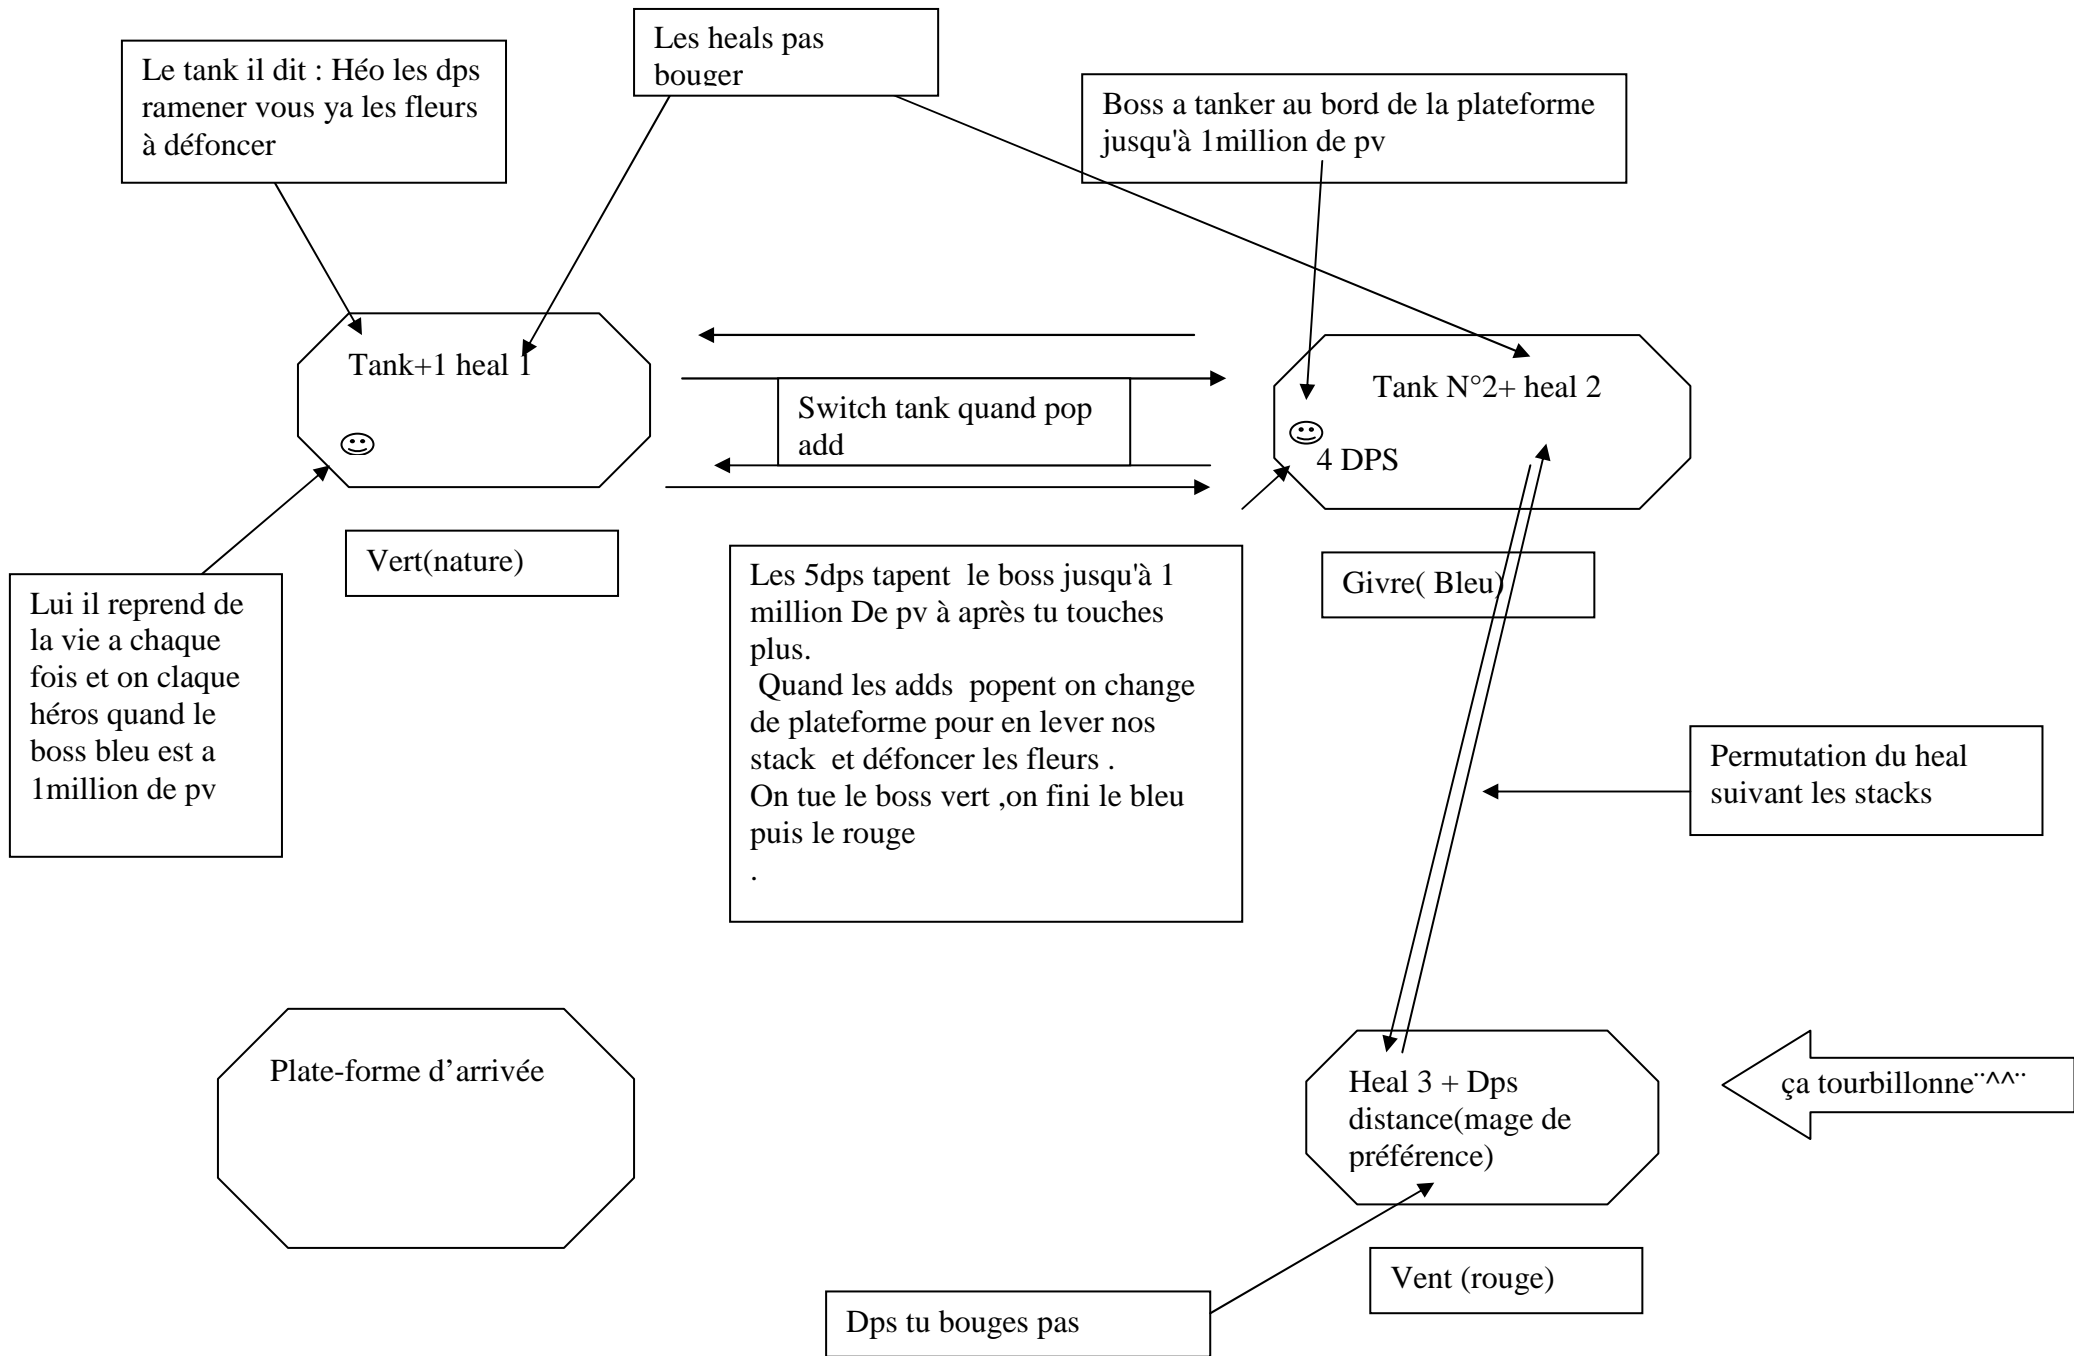 Les heals pas
bouger
Le tank il dit : Héo les dps
ramener vous ya les fleurs
à défoncer
Boss a tanker au bord de la plateforme
jusqu'à 1million de pv
Tank+1 heal 1
Switch tank quand pop
add
Tank N°2+ heal 2
4 DPS
Vert(nature)
Givre( Bleu)
Lui il reprend de
la vie a chaque
fois et on claque
héros quand le
boss bleu est a
1million de pv
Les 5dps tapent  le boss jusqu'à 1
million De pv à après tu touches
plus.
Quand les adds  popent on change
de plateforme pour en lever nos
stack  et défoncer les fleurs .
On tue le boss vert ,on fini le bleu
puis le rouge
.
Permutation du heal
suivant les stacks
Plate-forme d’arrivée
Heal 3 + Dps
distance(mage de
préférence)
ça tourbillonne¨^^¨
Vent (rouge)
Dps tu bouges pas